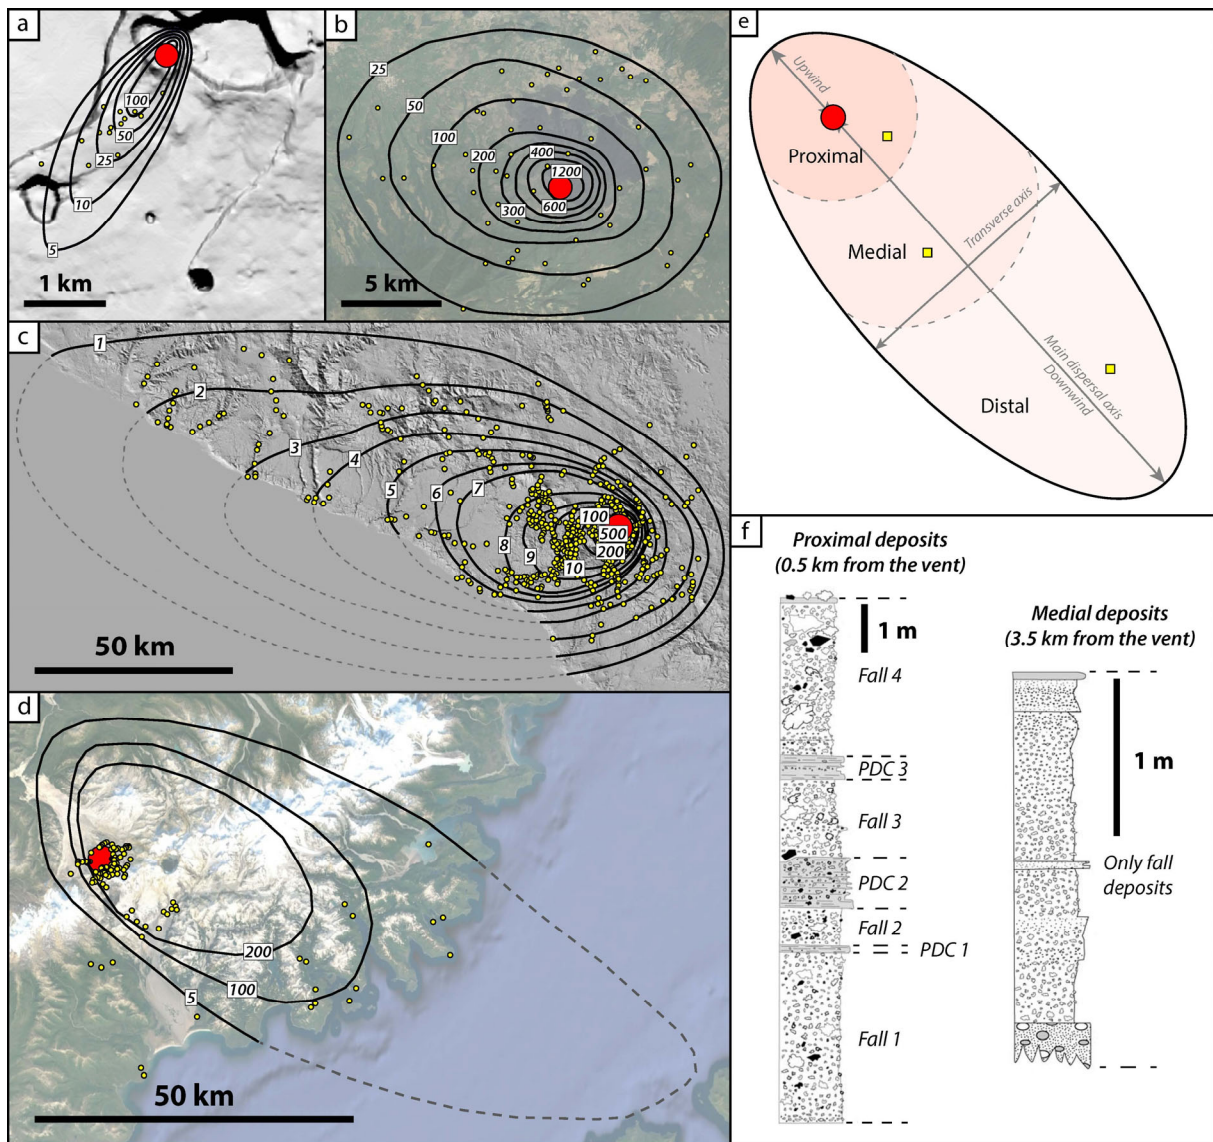 a
100
50
25
10
5
1 km
b
25
50
100
200
400
1200
300
600
5 km
c
1
2
3
4
5
6
7
8
9
10
100
500
200
50 km
d
200
100
5
50 km
e
Upwind
Proximal
Transverse axis
Medial
Main dispersal axis
Downwind
Distal
f
Proximal deposits
(0.5 km from the vent)
1 m
Fall 4
PDC 3
Fall 3
PDC 2
Fall 2
PDC 1
Fall 1
Medial deposits
(3.5 km from the vent)
1 m
Only fall
deposits